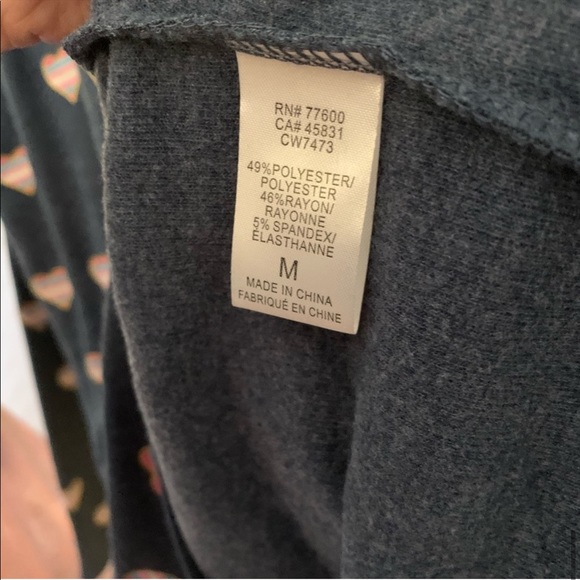 RN# 77600
CA# 45831
CW7473
49%POLYESTER/
POLYESTER
46%RAYON/
RAYONNE
5% SPANDEX/
ÉLASTHANNE
M
MADE IN CHINA
FABRIQUÉ EN CHINE